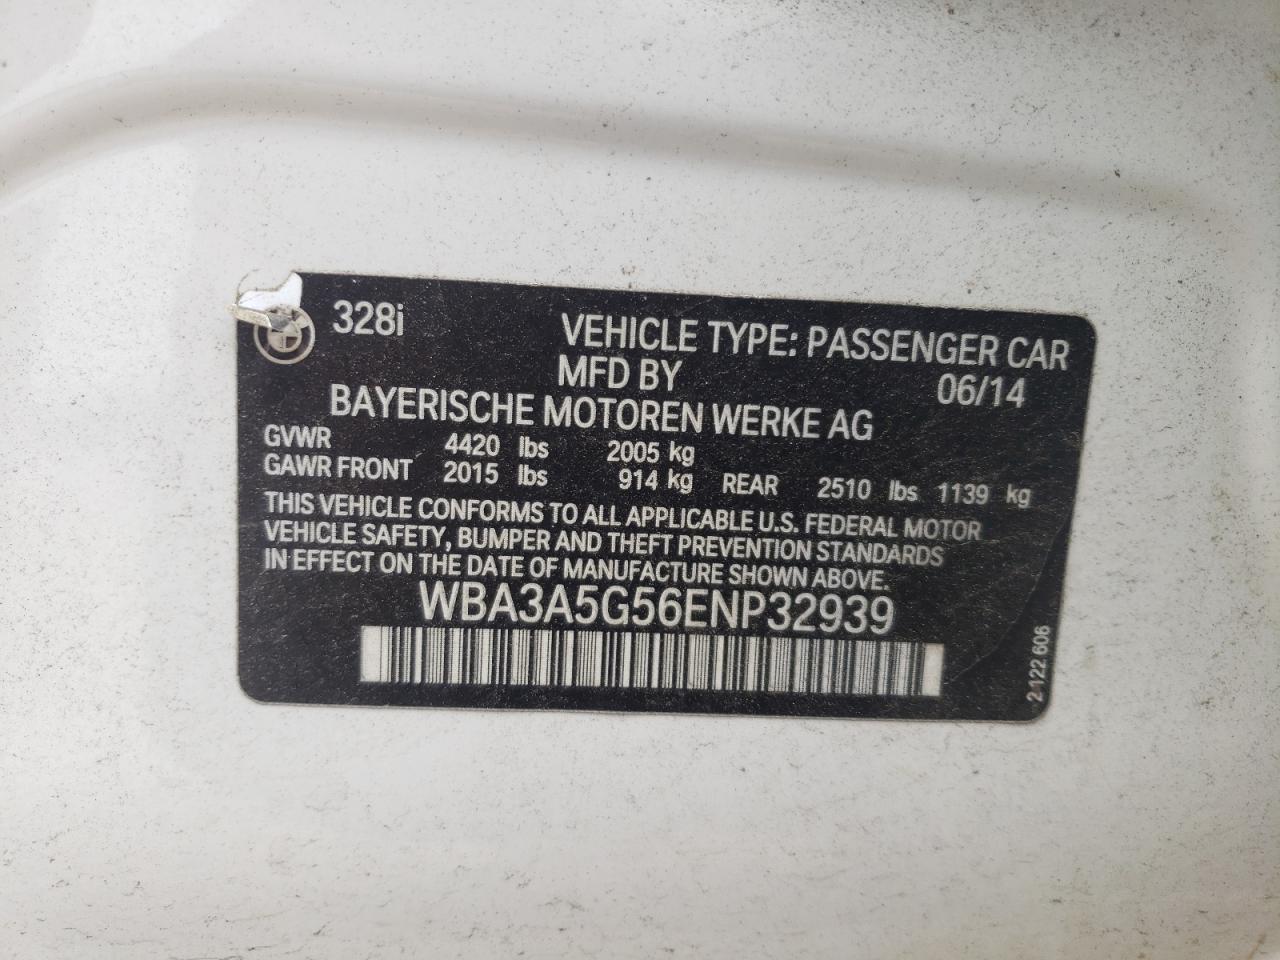 328i
VEHICLE TYPE: PASSENGER CAR
MFD BY 06/14
BAYERISCHE MOTOREN WERKE AG
GVWR 4420 lbs 2005 kg
GAWR FRONT 2015 lbs 914 kg REAR 2510 lbs 1139 kg
THIS VEHICLE CONFORMS TO ALL APPLICABLE U.S. FEDERAL MOTOR
VEHICLE SAFETY, BUMPER AND THEFT PREVENTION STANDARDS
IN EFFECT ON THE DATE OF MANUFACTURE SHOWN ABOVE.
WBA3A5G56ENP32939
2 122 606